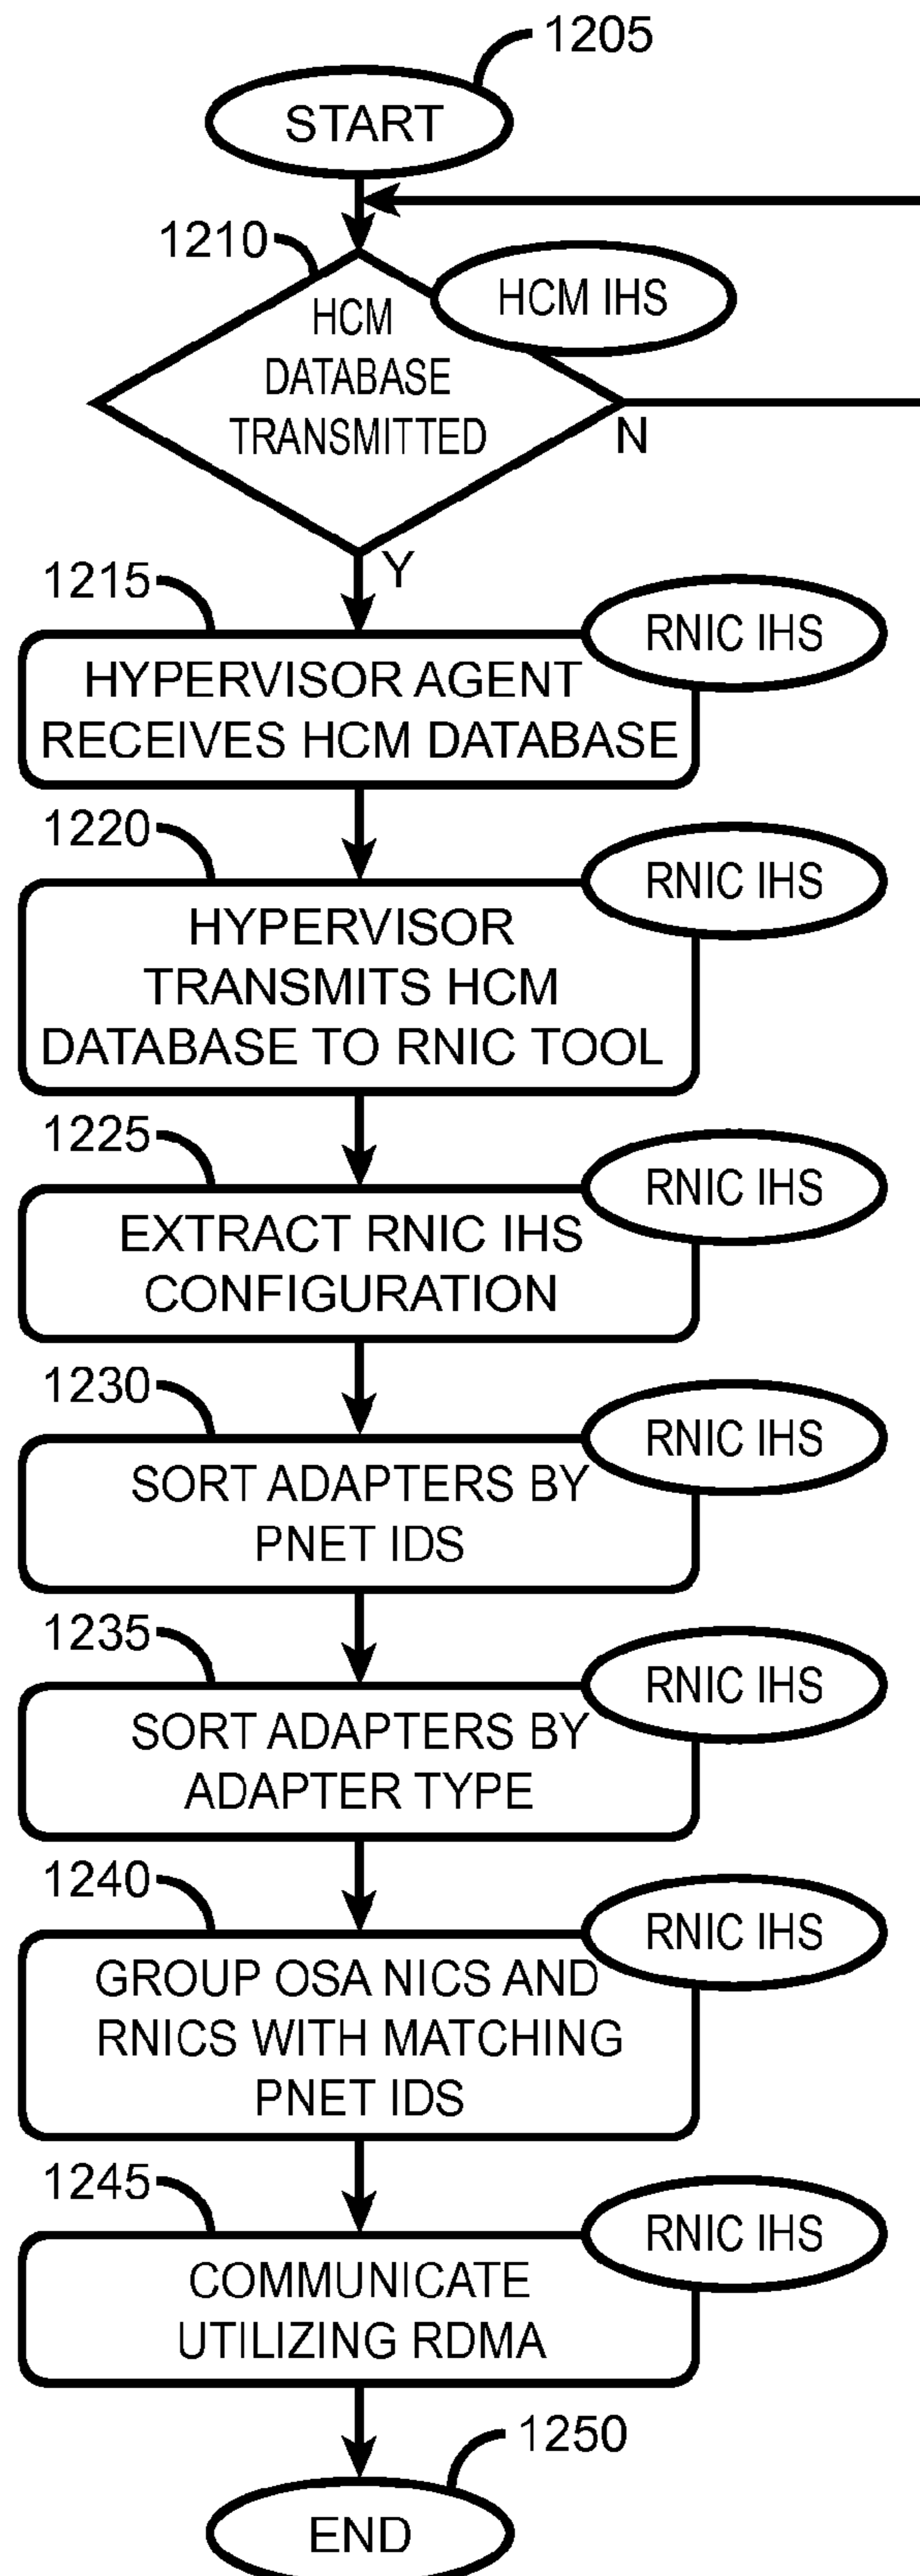 1205
START
1210
HCM IHS
HCM
DATABASE
TRANSMITTED
N
Y
1215
RNIC IHS
HYPERVISOR AGENT
RECEIVES HCM DATABASE
1220
RNIC IHS
HYPERVISOR
TRANSMITS HCM
DATABASE TO RNIC TOOL
1225
RNIC IHS
EXTRACT RNIC IHS
CONFIGURATION
1230
RNIC IHS
SORT ADAPTERS BY
PNET IDS
1235
RNIC IHS
SORT ADAPTERS BY
ADAPTER TYPE
1240
RNIC IHS
GROUP OSA NICS AND
RNICS WITH MATCHING
PNET IDS
1245
RNIC IHS
COMMUNICATE
UTILIZING RDMA
1250
END